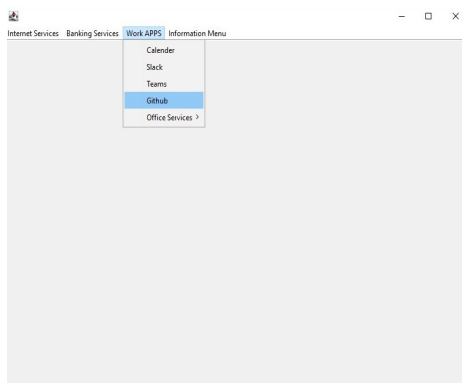 Internet Services Banking Services Work APPS Information Menu
Calender
Slack
Teams
Github
Office Services >